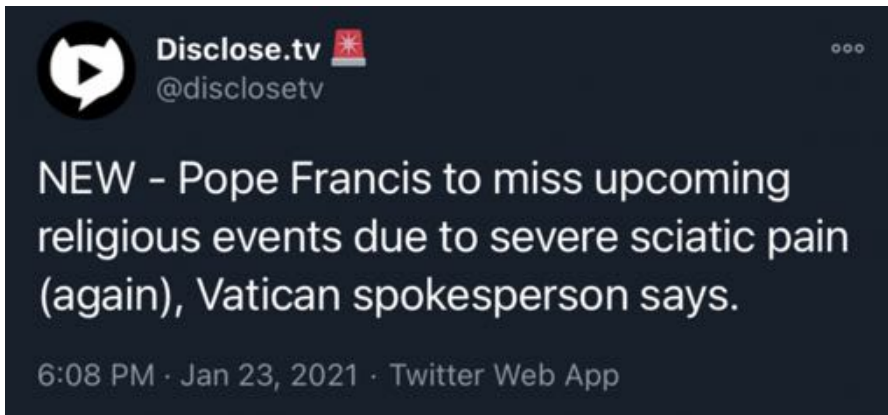 Disclose.tv 🚨
@disclosetv
NEW - Pope Francis to miss upcoming
religious events due to severe sciatic pain
(again), Vatican spokesperson says.
6:08 PM · Jan 23, 2021 · Twitter Web App